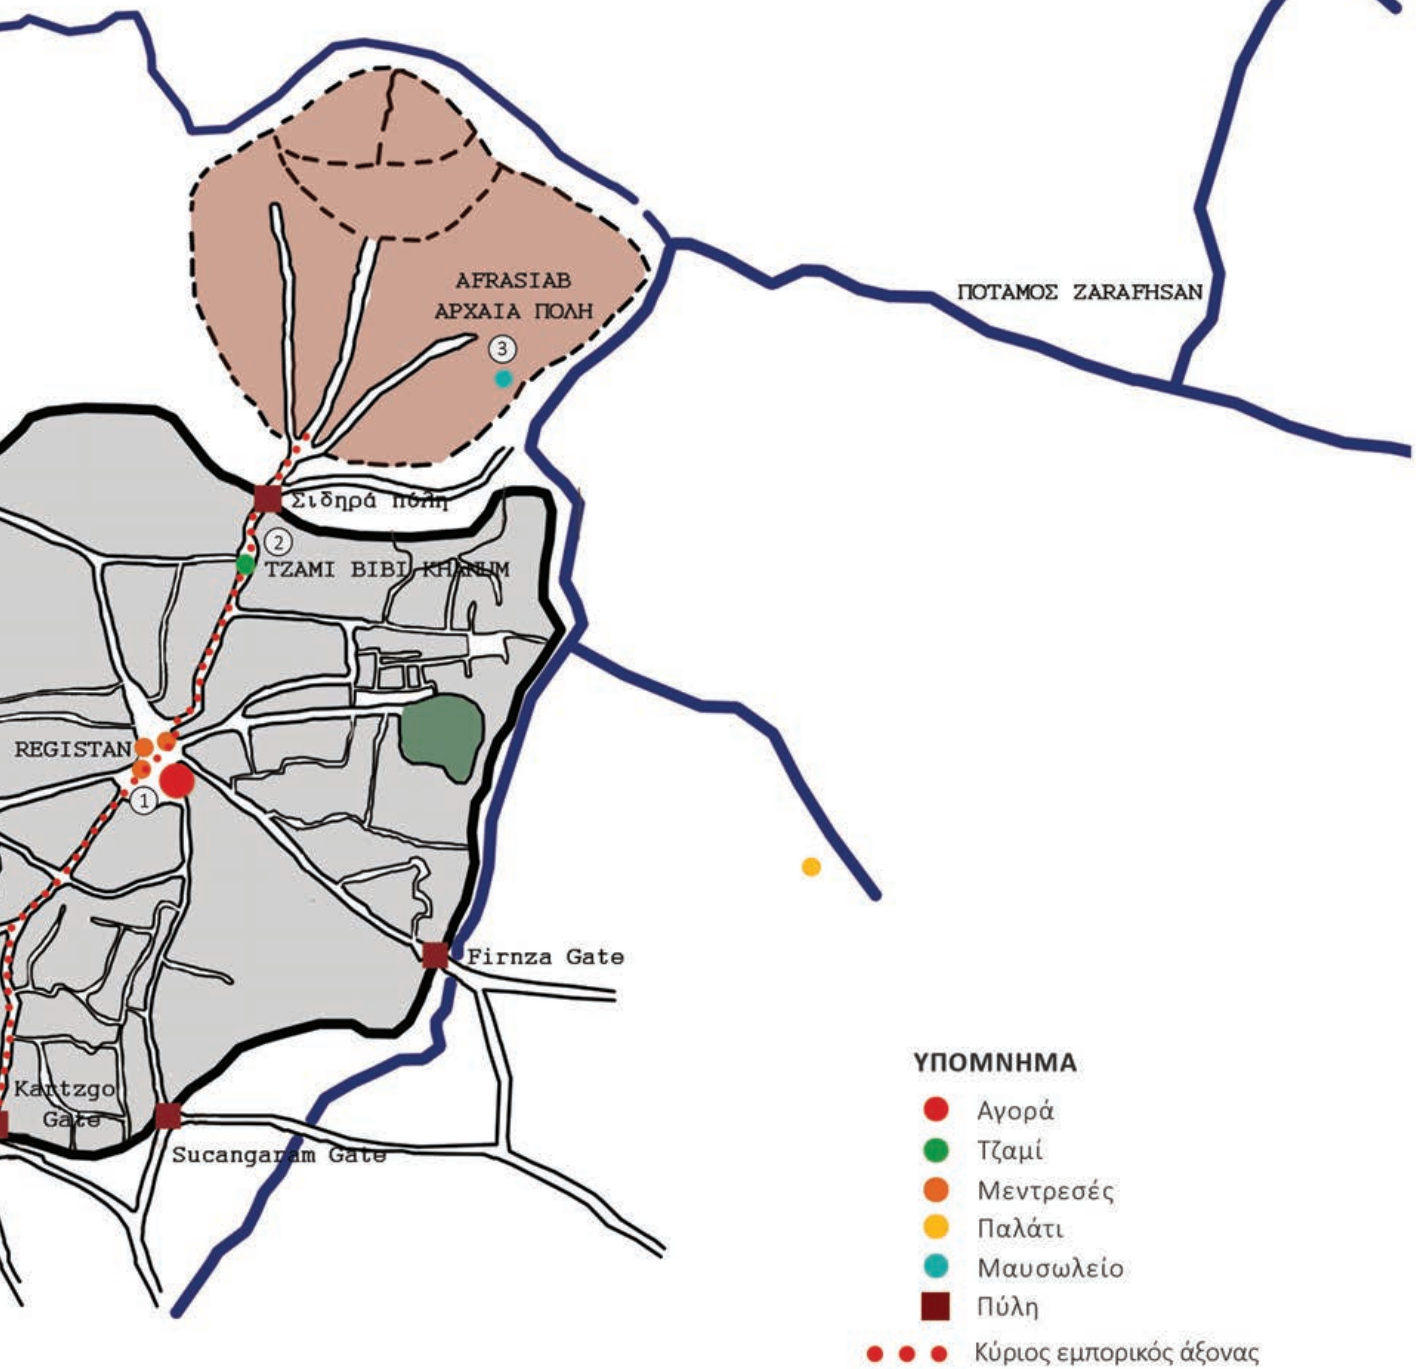 AFRASIAB
ΑΡΧΑΙΑ ΠΟΛΗ
3
ΠΟΤΑΜΟΣ ZARAFHSAN
Σιδηρά πύλη
2
ΤΖΑΜΙ BIBI KHANUM
REGISTAN
1
Firnza Gate
Kartzgo
Gate
Sucangaram Gate
ΥΠΟΜΝΗΜΑ
Αγορά
Τζαμί
Μεντρεσές
Παλάτι
Μαυσωλείο
Πύλη
Κύριος εμπορικός άξονας